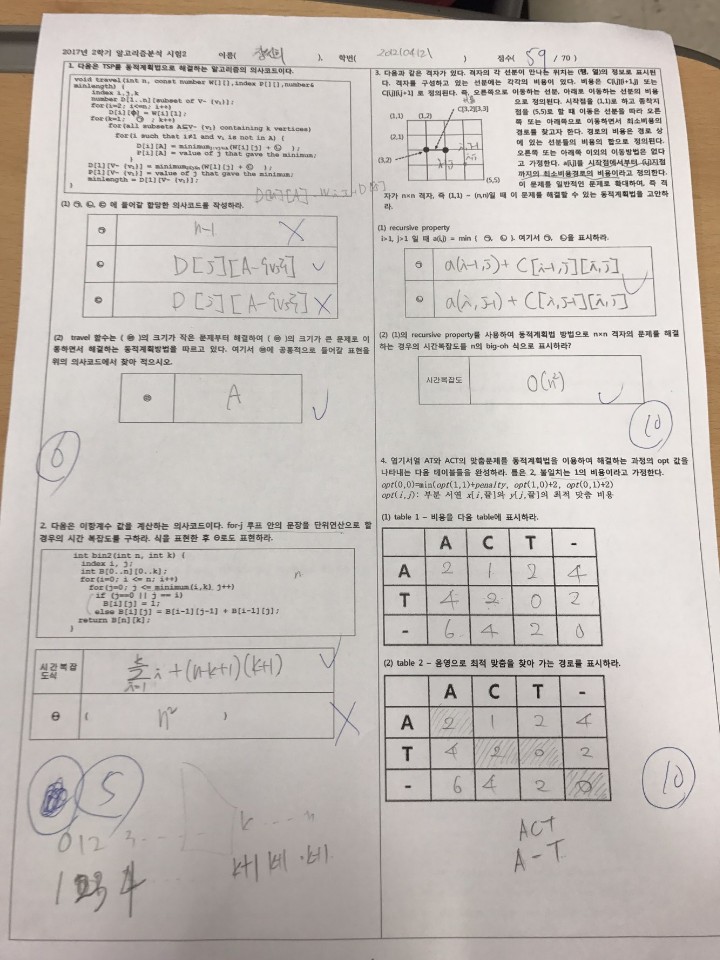 2017년 2학기 알고리즘분석 시험2 이름( ), 학번( ) 점수( 59 / 70 )
1. 다음은 TSP를 동적계획법으로 해결하는 알고리즘의 의사코드이다.
void travel(int n, const number W[][],index P[][],number&
minlength) {
index i,j,k
number D[1..n][subset of V- {v₁}];
for(i=2; i<=n; i++)
D[i][Φ] = W[i][1];
for(k=1; ㉠ ; k++)
for(all subsets A⊆V- {v₁} containing k vertices)
for(i such that i≠1 and vᵢ is not in A) {
D[i][A] = minimum(W[i][j] + ㉡ );
P[i][A] = value of j that gave the minimum;
}
D[1][V- {v₁}] = minimum(W[1][j] + ㉢ );
P[1][V- {v₁}] = value of j that gave the minimum;
minlength = D[1][V- {v₁}];
}
(1) ㉠, ㉡, ㉢ 에 들어갈 합당한 의사코드를 작성하라.
㉠ n-1
㉡ D[j][A-{vj}]
㉢ D[j][A-{vj}]
(2) travel 함수는 ( ㉣ )의 크기가 작은 문제부터 해결하여 ( ㉣ )의 크기가 큰 문제로 이
동하면서 해결하는 동적계획방법을 따르고 있다. 여기서 ㉣에 공통적으로 들어갈 표현을
위의 의사코드에서 찾아 적으시오.
㉣ A
6
2. 다음은 이항계수 값을 계산하는 의사코드이다. for-j 루프 안의 문장을 단위연산으로 할
경우의 시간 복잡도를 구하라. 식을 표현한 후 Θ로도 표현하라.
int bin2(int n, int k) {
index i, j;
int B[0..n][0..k];
for(i=0; i <= n; i++)
for(j=0; j <= minimum(i,k) j++)
if (j==0 || j == i)
B[i][j] = 1;
else B[i][j] = B[i-1][j-1] + B[i-1][j];
return B[n][k];
}
n
시간복잡
도식
Σ i + (n-k+1)(k+1)
Θ ( n² )
5
3. 다음과 같은 격자가 있다. 격자의 각 선분이 만나는 위치는 (행, 열)의 정보로 표시된
다. 격자를 구성하고 있는 선분에는 각각의 비용이 있다. 비용은 C[i,j][i+1,j] 또는
C[i,j][i,j+1] 로 정의된다. 즉, 오른쪽으로 이동하는 선분, 아래로 이동하는 선분의 비용
으로 정의된다. 시작점을 (1,1)로 하고 종착지
점을 (5,5)로 할 때 이동은 선분을 따라 오른
쪽 또는 아래쪽으로 이동하면서 최소비용의
경로를 찾고자 한다. 경로의 비용은 경로 상
에 있는 선분들의 비용의 합으로 정의된다.
오른쪽 또는 아래쪽 이외의 이동방법은 없다
고 가정한다. a(i,j)를 시작점에서부터 (i,j)지점
까지의 최소비용경로의 비용이라고 정의한다.
이 문제를 일반적인 문제로 확대하여, 즉 격
자가 n×n 격자, 즉 (1,1) - (n,n)일 때 이 문제를 해결할 수 있는 동적계획법을 고안하
라.
C[3,2][3,3]
(1,1) (1,2)
(2,1)
(3,2)
(5,5)
(1) recursive property
i>1, j>1 일 때 a(i,j) = min ( ㉠, ㉡ ). 여기서 ㉠, ㉡을 표시하라.
㉠ a(i-1,j) + C[i-1,j][i,j]
㉡ a(i,j-1) + C[i,j-1][i,j]
(2) (1)의 recursive property를 사용하여 동적계획법 방법으로 n×n 격자의 문제를 해결
하는 경우의 시간복잡도를 n의 big-oh 식으로 표시하라?
시간복잡도 O(n²)
10
4. 염기서열 AT와 ACT의 맞춤문제를 동적계획법을 이용하여 해결하는 과정의 opt 값을
나타내는 다음 테이블들을 완성하라. 틈은 2, 불일치는 1의 비용이라고 가정한다.
opt(0,0)=min(opt(1,1)+penalty, opt(1,0)+2, opt(0,1)+2)
opt(i,j): 부분 서열 x[i,끝]와 y[j,끝]의 최적 맞춤 비용
(1) table 1 - 비용을 다음 table에 표시하라.
A C T -
A 2 1 2 4
T 4 2 0 2
- 6 4 2 0
(2) table 2 - 음영으로 최적 맞춤을 찾아 가는 경로를 표시하라.
A C T -
A 2 1 2 4
T 4 2 0 2
- 6 4 2 0
10
ACT
A-T